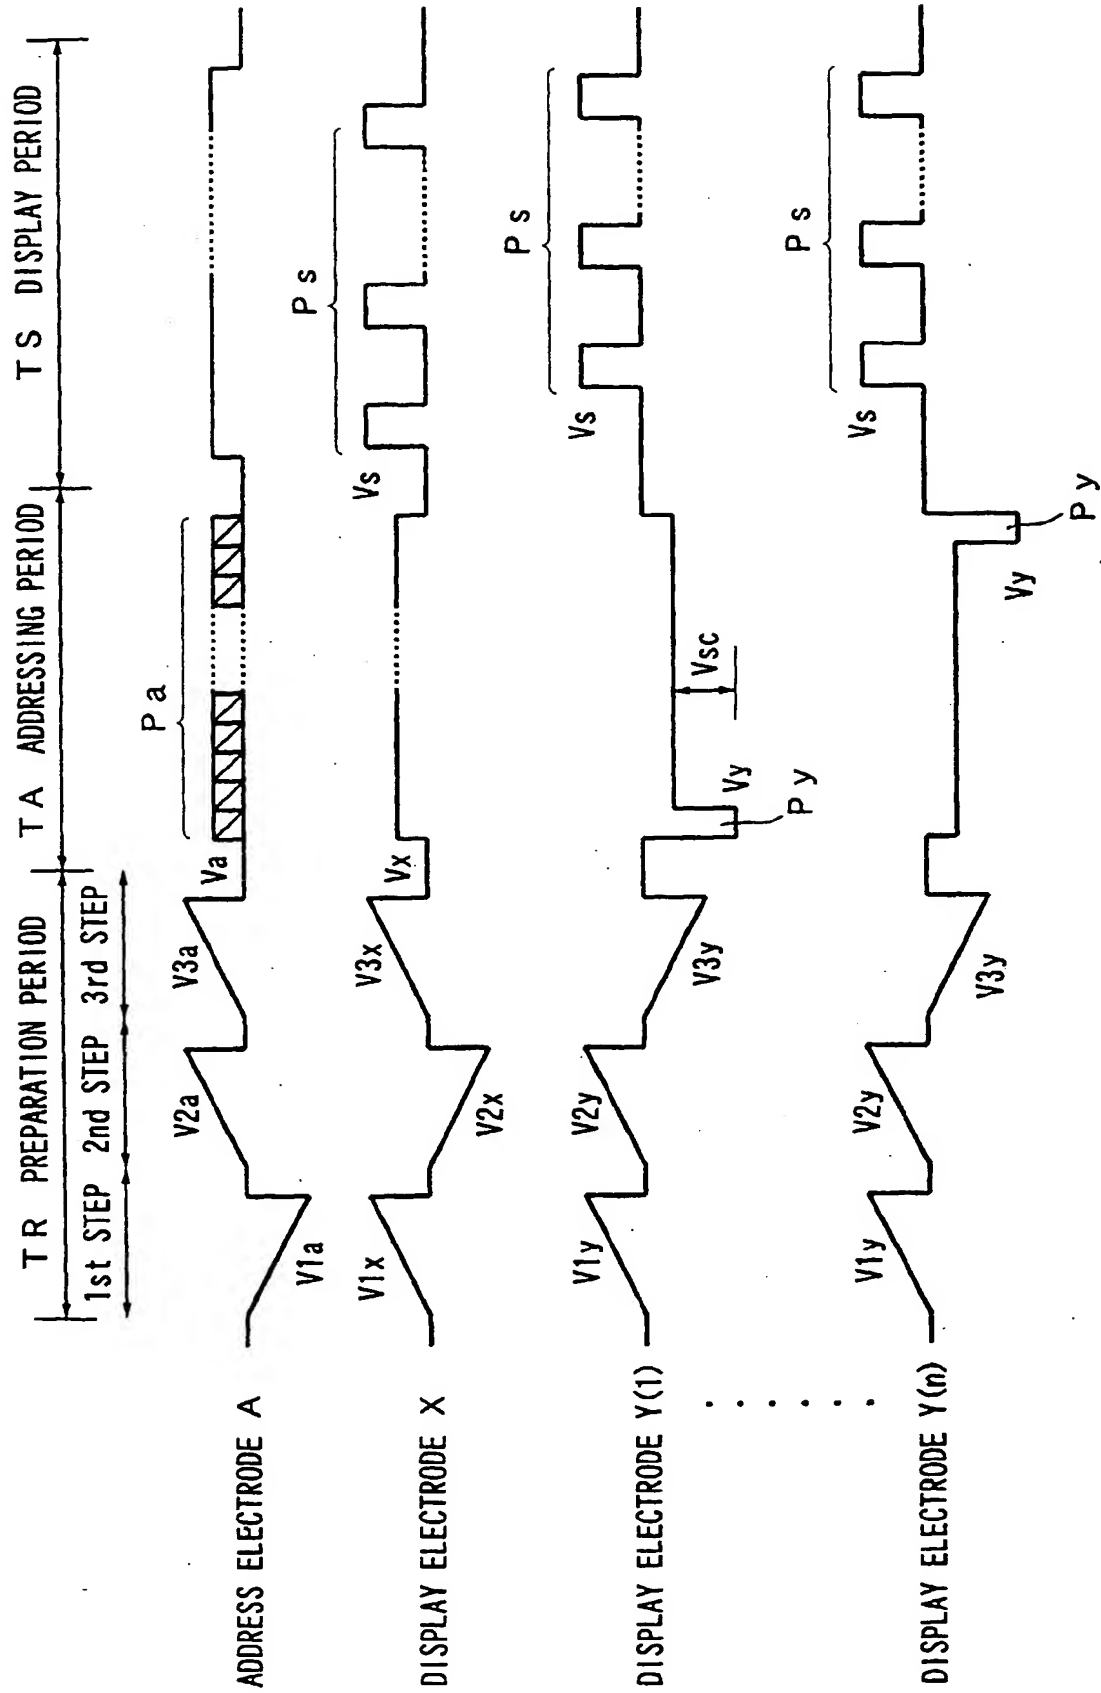 TR PREPARATION PERIOD
TA ADDRESSING PERIOD
TS DISPLAY PERIOD
1st STEP
2nd STEP
3rd STEP
ADDRESS ELECTRODE A
V1a
V2a
V3a
Va
Pa
DISPLAY ELECTRODE X
V1x
V2x
V3x
Vx
Vs
Ps
DISPLAY ELECTRODE Y(1)
V1y
V2y
V3y
Vy
Py
Vsc
Vs
Ps
DISPLAY ELECTRODE Y(n)
V1y
V2y
V3y
Vy
Py
Vs
Ps